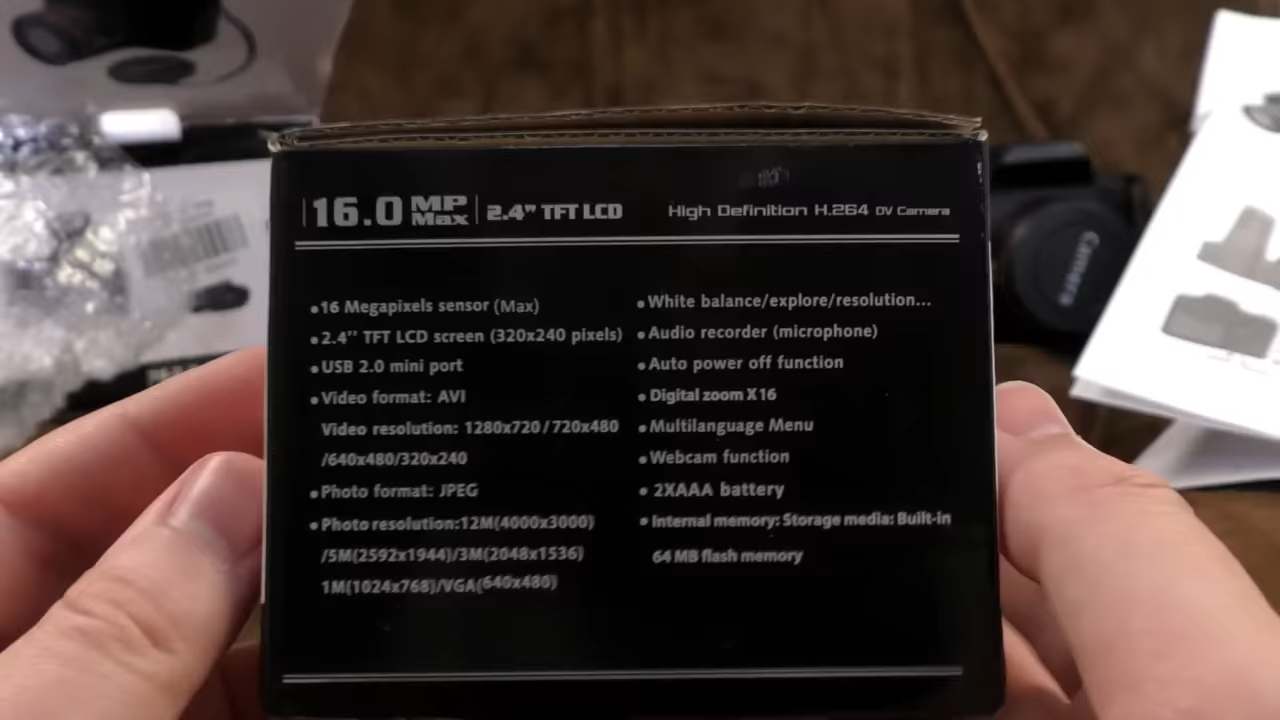 16.0 MP Max 2.4" TFT LCD High Definition H.264 DV Camera
•16 Megapixels sensor (Max)
•2.4'' TFT LCD screen (320x240 pixels)
•USB 2.0 mini port
•Video format: AVI
Video resolution: 1280x720/720x480
/640x480/320x240
•Photo format: JPEG
•Photo resolution:12M(4000x3000)
/5M(2592x1944)/3M(2048x1536)
1M(1024x768)/VGA(640x480)
•White balance/explore/resolution...
•Audio recorder (microphone)
•Auto power off function
•Digital zoom X16
•Multilanguage Menu
•Webcam function
• 2XAAA battery
•Internal memory: Storage media: Built-in
64 MB flash memory
Camera